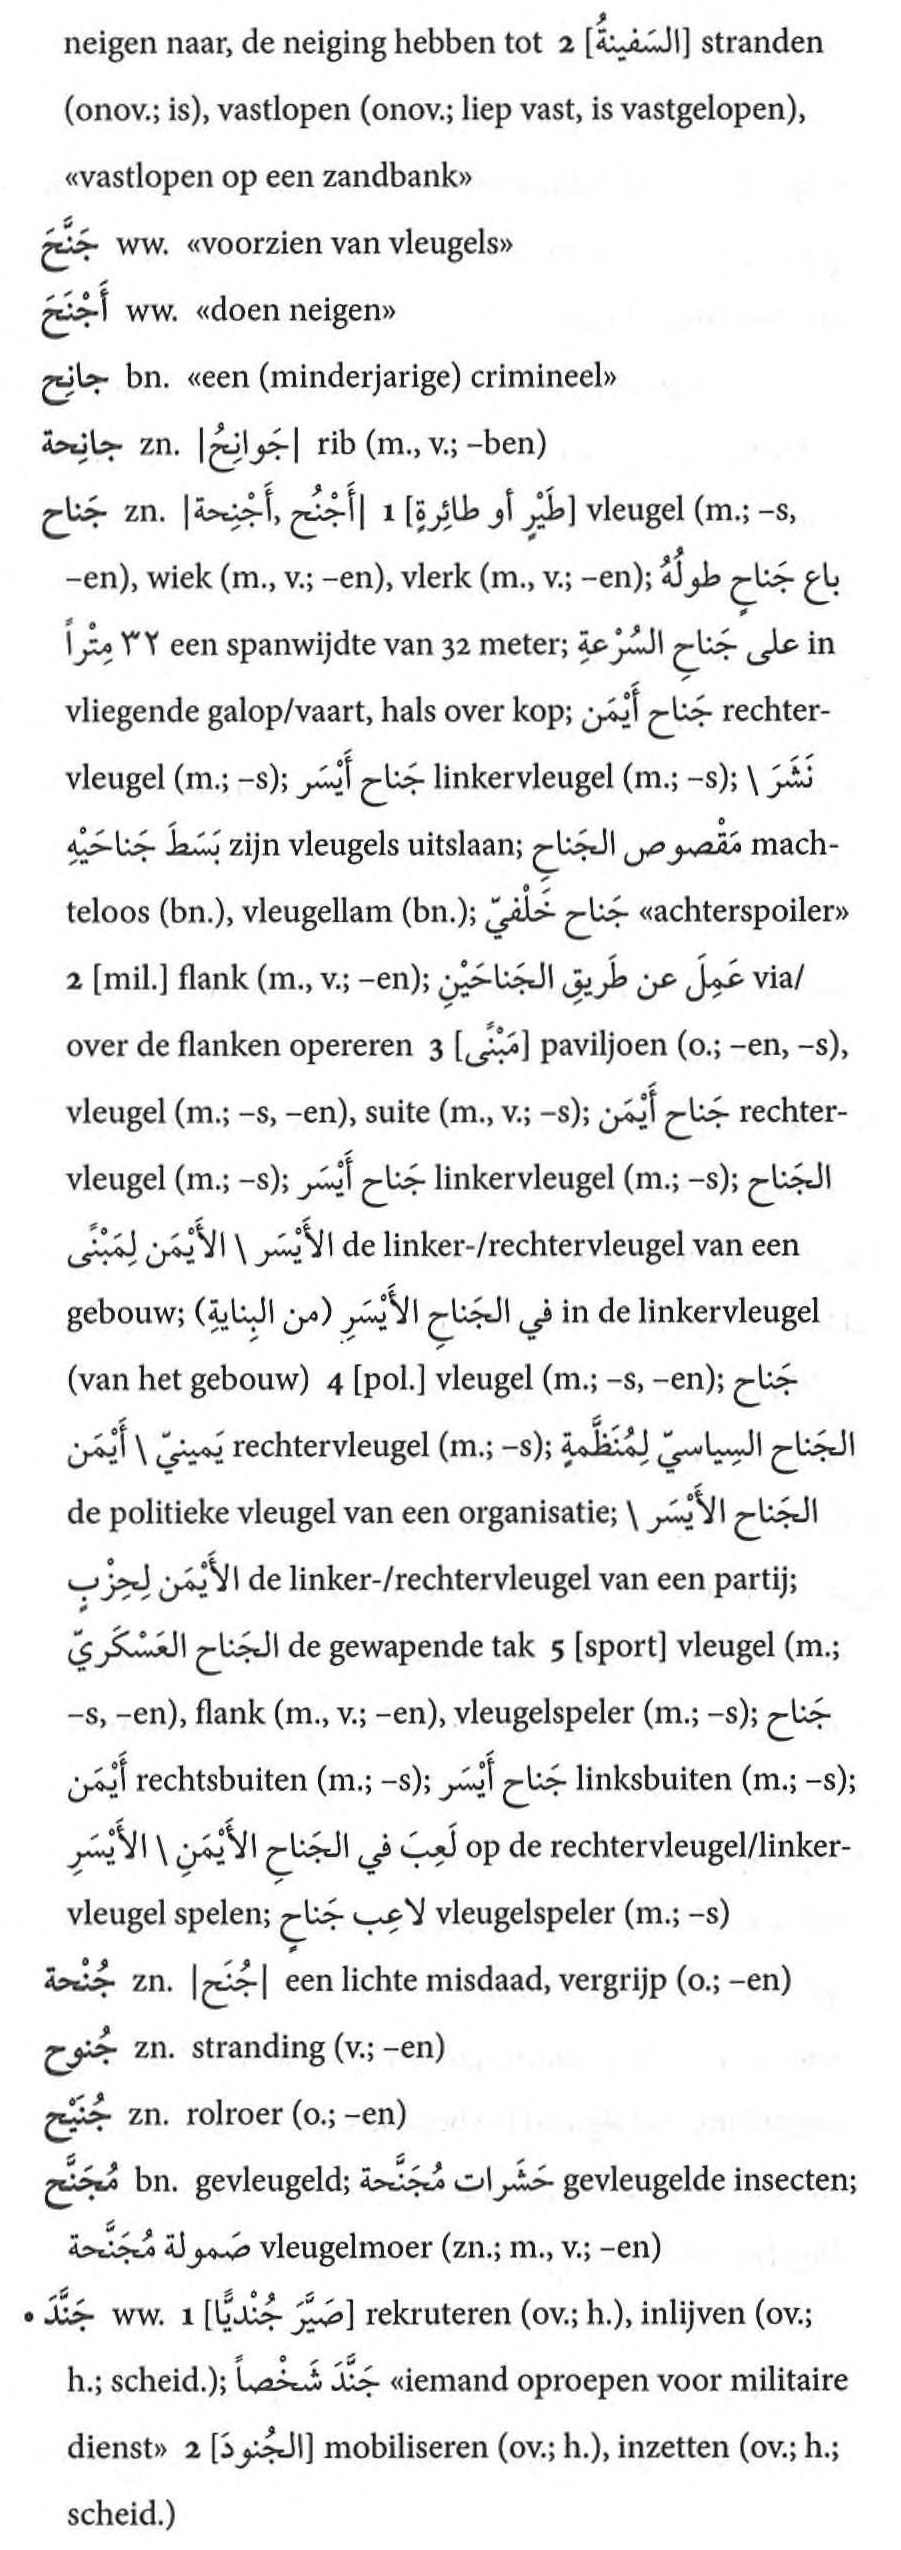 neigen naar, de neiging hebben tot 2 [السَفينةُ] stranden
(onov.; is), vastlopen (onov.; liep vast, is vastgelopen),
«vastlopen op een zandbank»
جَنَّحَ ww. «voorzien van vleugels»
أَجْنَحَ ww. «doen neigen»
جانِح bn. «een (minderjarige) crimineel»
جانِحة zn. |جَوانِحُ| rib (m., v.; –ben)
جَناح zn. |أَجْنُح, أَجْنِحة| 1 [طَيْرٍ أو طائِرةٍ] vleugel (m.; –s,
–en), wiek (m., v.; –en), vlerk (m., v.; –en); باع جَناحٍ طولُهُ
٣٢ مِتْراً een spanwijdte van 32 meter; على جَناحِ السُرْعةِ in
vliegende galop/vaart, hals over kop; جَناح أَيْمَن rechter-
vleugel (m.; –s); جَناح أَيْسَر linkervleugel (m.; –s); نَشَرَ \
بَسَطَ جَناحَيْهِ zijn vleugels uitslaan; مَقْصوص الجَناحِ mach-
teloos (bn.), vleugellam (bn.); جَناح خَلْفيّ «achterspoiler»
2 [mil.] flank (m., v.; –en); عَمِلَ عن طَريقِ الجَناحَيْنِ via/
over de flanken opereren 3 [مَبْنًى] paviljoen (o.; –en, –s),
vleugel (m.; –s, –en), suite (m., v.; –s); جَناح أَيْمَن rechter-
vleugel (m.; –s); جَناح أَيْسَر linkervleugel (m.; –s); الجَناح
الأَيْسَر \ الأَيْمَن لِمَبْنًى de linker-/rechtervleugel van een
gebouw; في الجَناحِ الأَيْسَرِ (من البِنايةِ) in de linkervleugel
(van het gebouw) 4 [pol.] vleugel (m.; –s, –en); جَناح
يَمينيّ \ أَيْمَن rechtervleugel (m.; –s); الجَناح السِياسيّ لِمُنَظَّمةٍ
de politieke vleugel van een organisatie; الجَناح الأَيْسَر \
الأَيْمَن لِحِزْبٍ de linker-/rechtervleugel van een partij;
الجَناح العَسْكَريّ de gewapende tak 5 [sport] vleugel (m.;
–s, –en), flank (m., v.; –en), vleugelspeler (m.; –s); جَناح
أَيْمَن rechtsbuiten (m.; –s); جَناح أَيْسَر linksbuiten (m.; –s);
لَعِبَ في الجَناحِ الأَيْمَنِ \ الأَيْسَرِ op de rechtervleugel/linker-
vleugel spelen; لاعِب جَناحٍ vleugelspeler (m.; –s)
جُنْحة zn. |جُنَح| een lichte misdaad, vergrijp (o.; –en)
جُنوح zn. stranding (v.; –en)
جُنَيْح zn. rolroer (o.; –en)
مُجَنَّح bn. gevleugeld; حَشَرات مُجَنَّحة gevleugelde insecten;
صَمولة مُجَنَّحة vleugelmoer (zn.; m., v.; –en)
• جَنَّدَ ww. 1 [صَيَّرَ جُنْديًّا] rekruteren (ov.; h.), inlijven (ov.;
h.; scheid.); جَنَّدَ شَخْصاً «iemand oproepen voor militaire
dienst» 2 [الجُنودَ] mobiliseren (ov.; h.), inzetten (ov.; h.;
scheid.)